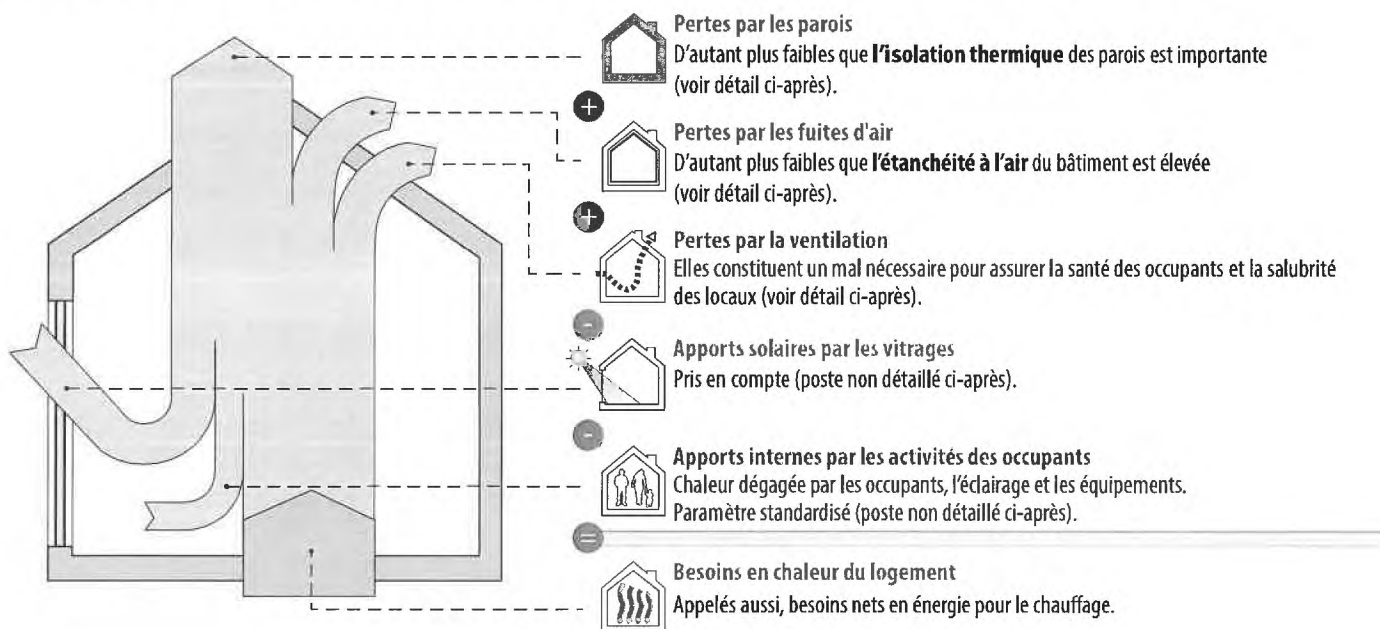 Pertes par les parois
D'autant plus faibles que l'isolation thermique des parois est importante
(voir détail ci-après).
+
Pertes par les fuites d'air
D'autant plus faibles que l'étanchéité à l'air du bâtiment est élevée
(voir détail ci-après).
+
Pertes par la ventilation
Elles constituent un mal nécessaire pour assurer la santé des occupants et la salubrité
des locaux (voir détail ci-après).
-
Apports solaires par les vitrages
Pris en compte (poste non détaillé ci-après).
-
Apports internes par les activités des occupants
Chaleur dégagée par les occupants, l'éclairage et les équipements.
Paramètre standardisé (poste non détaillé ci-après).
=
Besoins en chaleur du logement
Appelés aussi, besoins nets en énergie pour le chauffage.